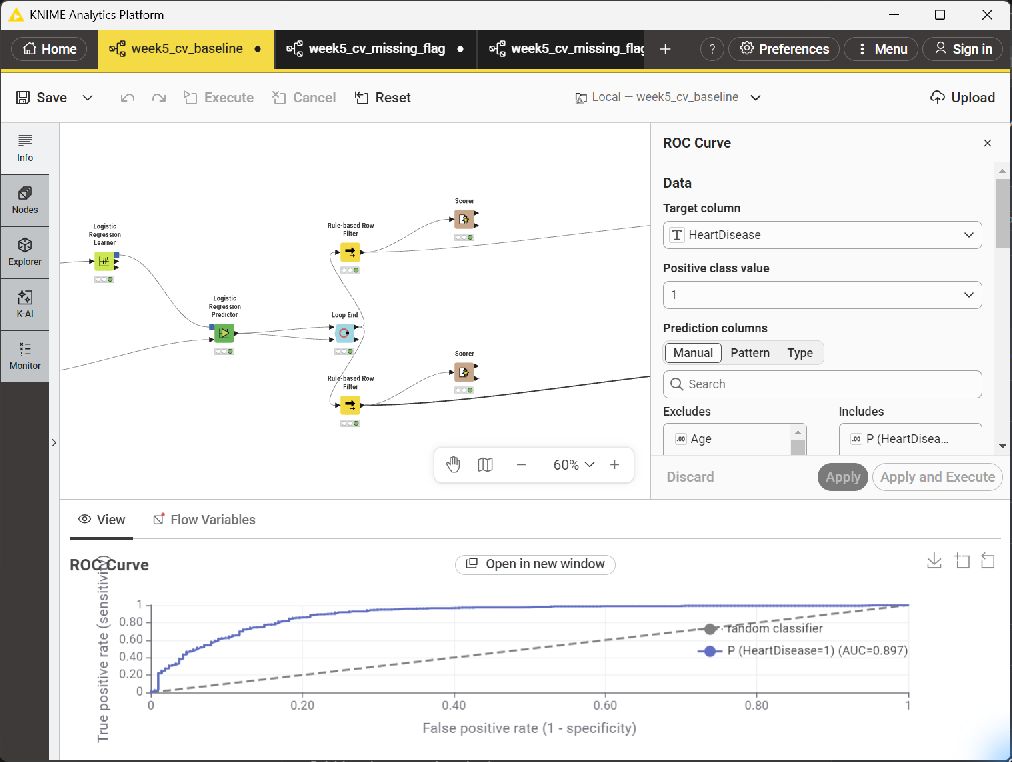 KNIME Analytics Platform
Home
week5_cv_baseline
week5_cv_missing_flag
week5_cv_missing_flag
?
Preferences
Menu
Sign in
Save
Execute
Cancel
Reset
Local — week5_cv_baseline
Upload
Info
Nodes
Explorer
K-AI
Monitor
Logistic
Regression
Learner
Logistic
Regression
Predictor
Rule-based Row
Filter
Scorer
Loop End
Rule-based Row
Filter
Scorer
60%
ROC Curve
Data
Target column
T HeartDisease
Positive class value
1
Prediction columns
Manual Pattern Type
Search
Excludes Includes
.00 Age .00 P (HeartDisea...
Discard Apply Apply and Execute
View Flow Variables
ROC Curve
Open in new window
True positive rate (sensitivity)
1
0.80
0.60
0.40
0.20
0
random classifier
P (HeartDisease=1) (AUC=0.897)
0 0.20 0.40 0.60 0.80 1
False positive rate (1 - specificity)